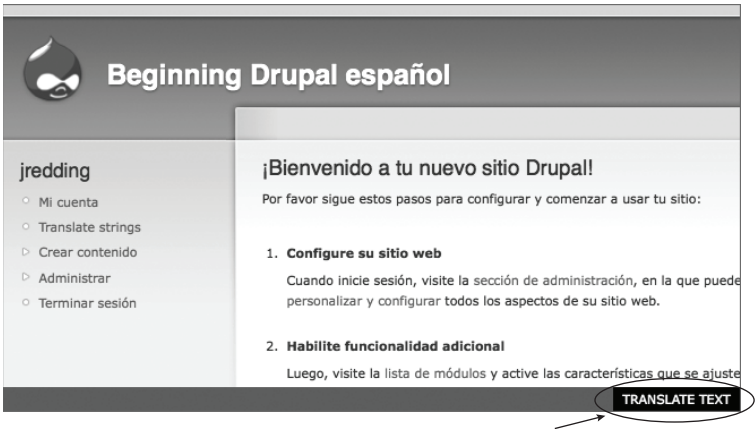 Beginning Drupal español
jredding
Mi cuenta
Translate strings
Crear contenido
Administrar
Terminar sesión
¡Bienvenido a tu nuevo sitio Drupal!
Por favor sigue estos pasos para configurar y comenzar a usar tu sitio:
1. Configure su sitio web
Cuando inicie sesión, visite la sección de administración, en la que puede
personalizar y configurar todos los aspectos de su sitio web.
2. Habilite funcionalidad adicional
Luego, visite la lista de módulos y active las características que se ajuste
TRANSLATE TEXT